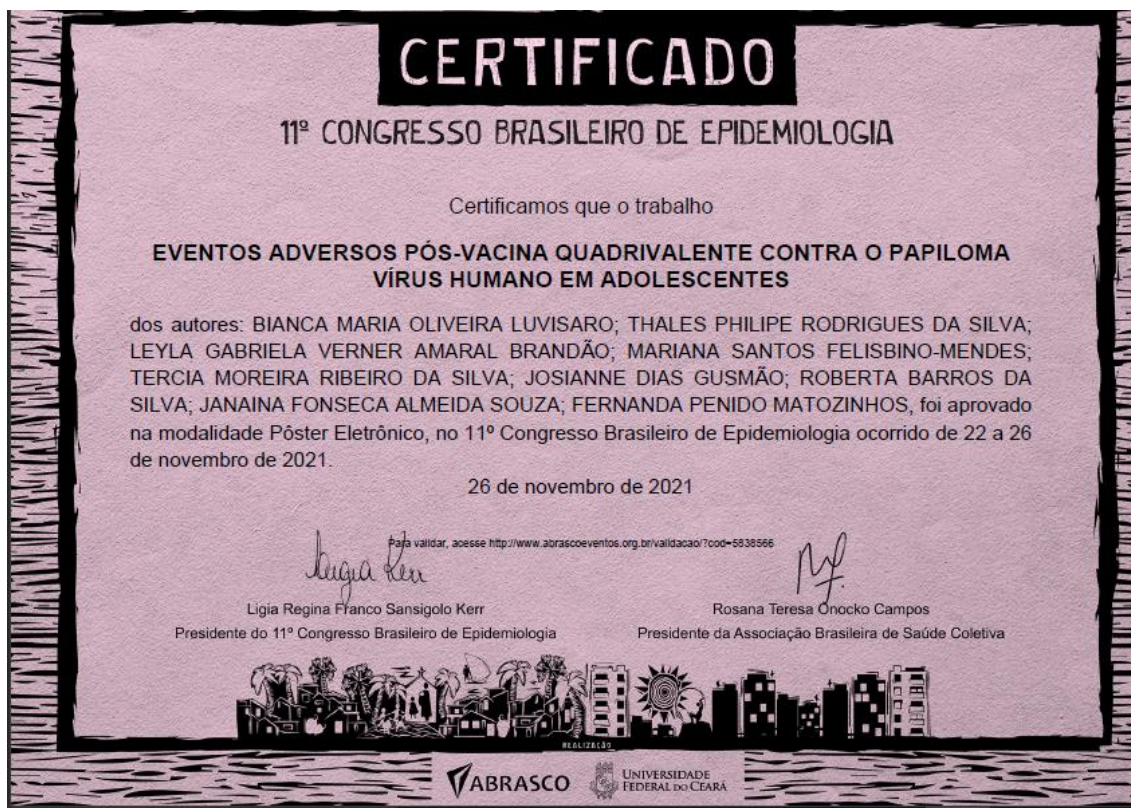 CERTIFICADO
11º CONGRESSO BRASILEIRO DE EPIDEMIOLOGIA
Certificamos que o trabalho
EVENTOS ADVERSOS PÓS-VACINA QUADRIVALENTE CONTRA O PAPILOMA
VÍRUS HUMANO EM ADOLESCENTES
dos autores: BIANCA MARIA OLIVEIRA LUVISARO; THALES PHILIPE RODRIGUES DA SILVA;
LEYLA GABRIELA VERNER AMARAL BRANDÃO; MARIANA SANTOS FELISBINO-MENDES;
TERCIA MOREIRA RIBEIRO DA SILVA; JOSIANNE DIAS GUSMÃO; ROBERTA BARROS DA
SILVA; JANAINA FONSECA ALMEIDA SOUZA; FERNANDA PENIDO MATOZINHOS, foi aprovado
na modalidade Pôster Eletrônico, no 11º Congresso Brasileiro de Epidemiologia ocorrido de 22 a 26
de novembro de 2021.
26 de novembro de 2021
Para validar, acesse http://www.abrascoeventos.org.br/validacao/?cod=5838566
Ligia Kerr
Ligia Regina Franco Sansigolo Kerr
Presidente do 11º Congresso Brasileiro de Epidemiologia
Rosana Teresa Onocko Campos
Presidente da Associação Brasileira de Saúde Coletiva
REALIZAÇÃO
ABRASCO
UNIVERSIDADE
FEDERAL DO CEARÁ